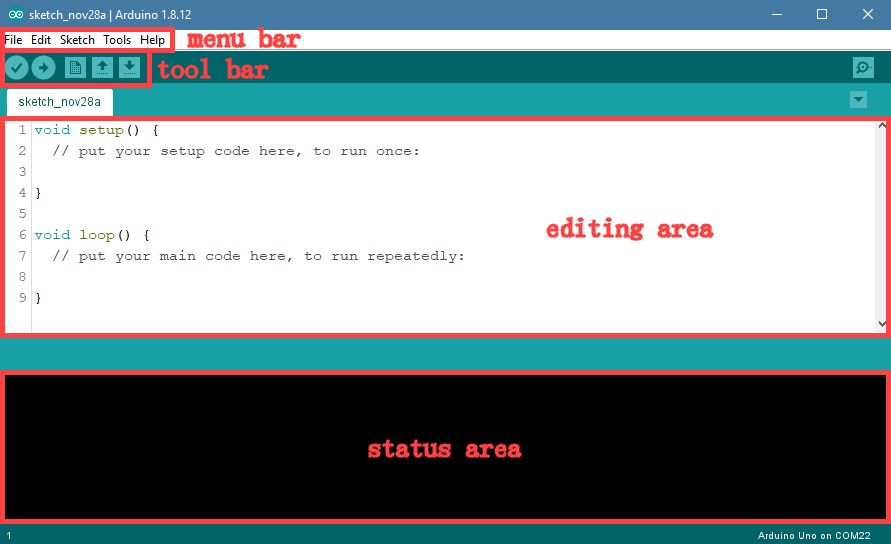 sketch_nov28a | Arduino 1.8.12
File Edit Sketch Tools Help menu bar
tool bar
sketch_nov28a
1 void setup() {
2   // put your setup code here, to run once:
3
4 }
5
6 void loop() {
editing area
7   // put your main code here, to run repeatedly:
8
9 }
status area
1 Arduino Uno on COM22